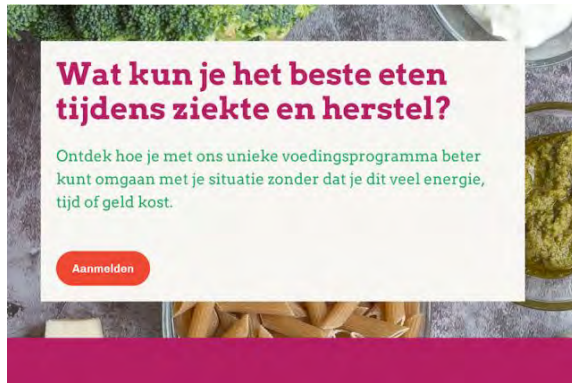 Wat kun je het beste eten
tijdens ziekte en herstel?
Ontdek hoe je met ons unieke voedingsprogramma beter
kunt omgaan met je situatie zonder dat je dit veel energie,
tijd of geld kost.
Aanmelden